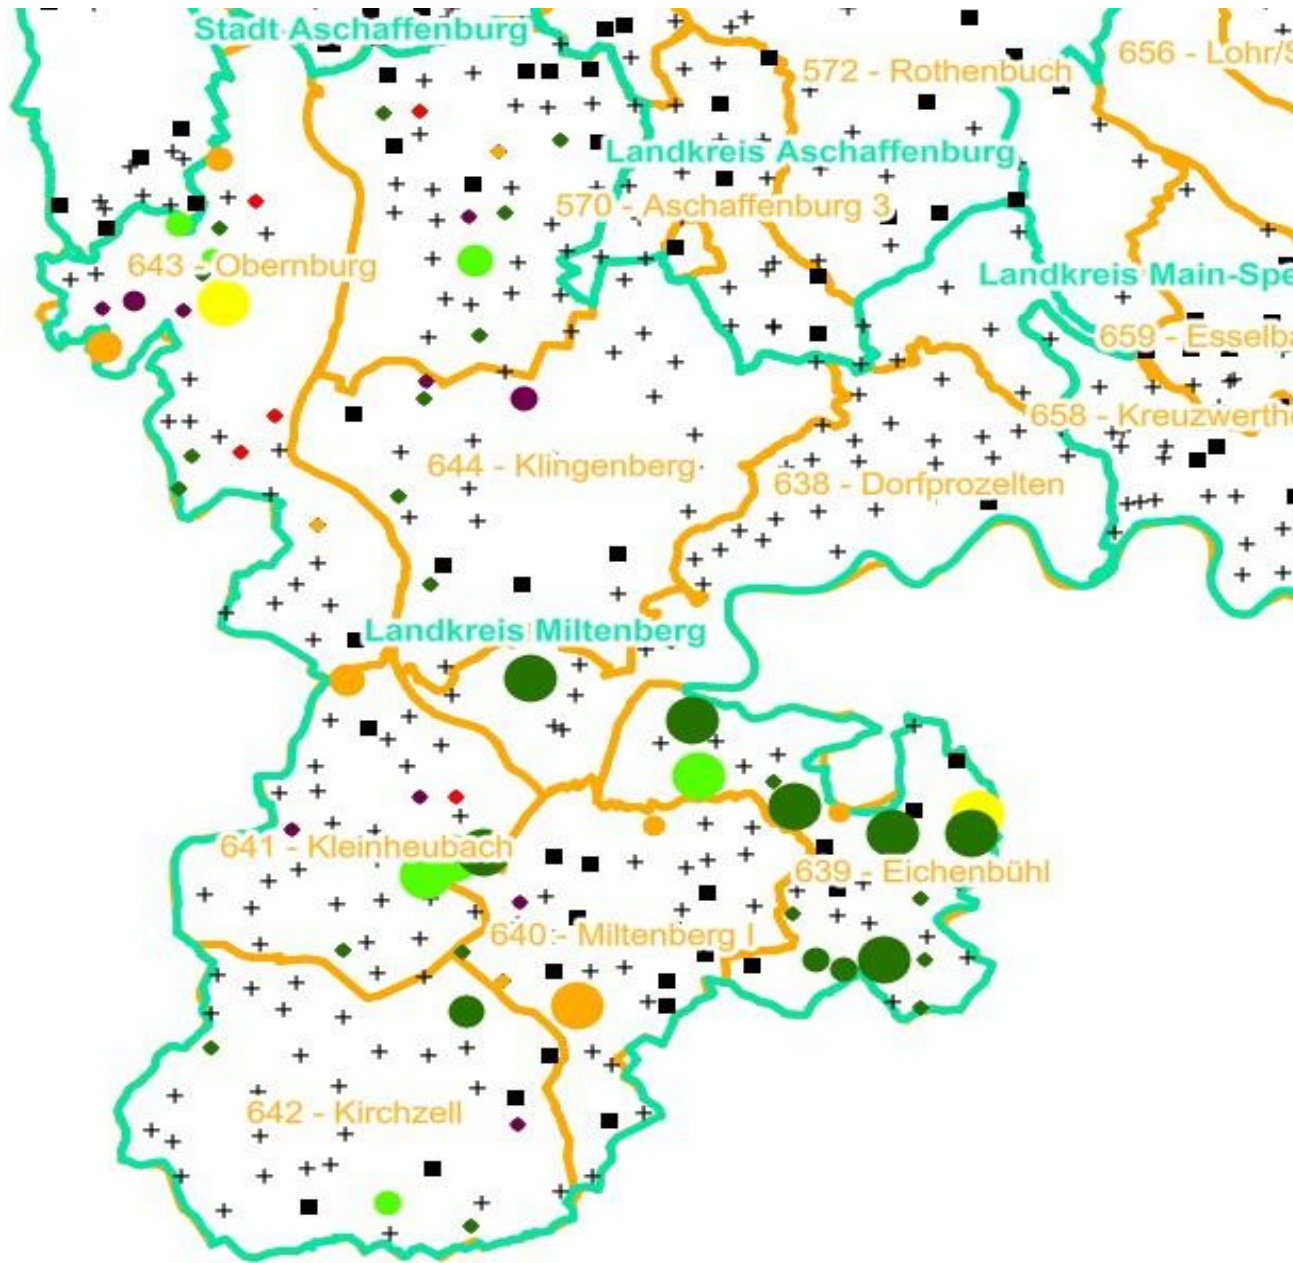 Stadt Aschaffenburg
656 - Lohr/S
572 - Rothenbuch
Landkreis Aschaffenburg
570 - Aschaffenburg 3
643 - Obernburg
Landkreis Main-Spe
659 - Esselba
658 - Kreuzwerthe
644 - Klingenberg
638 - Dorfprozelten
Landkreis Miltenberg
641 - Kleinheubach
639 - Eichenbühl
640 - Miltenberg I
642 - Kirchzell